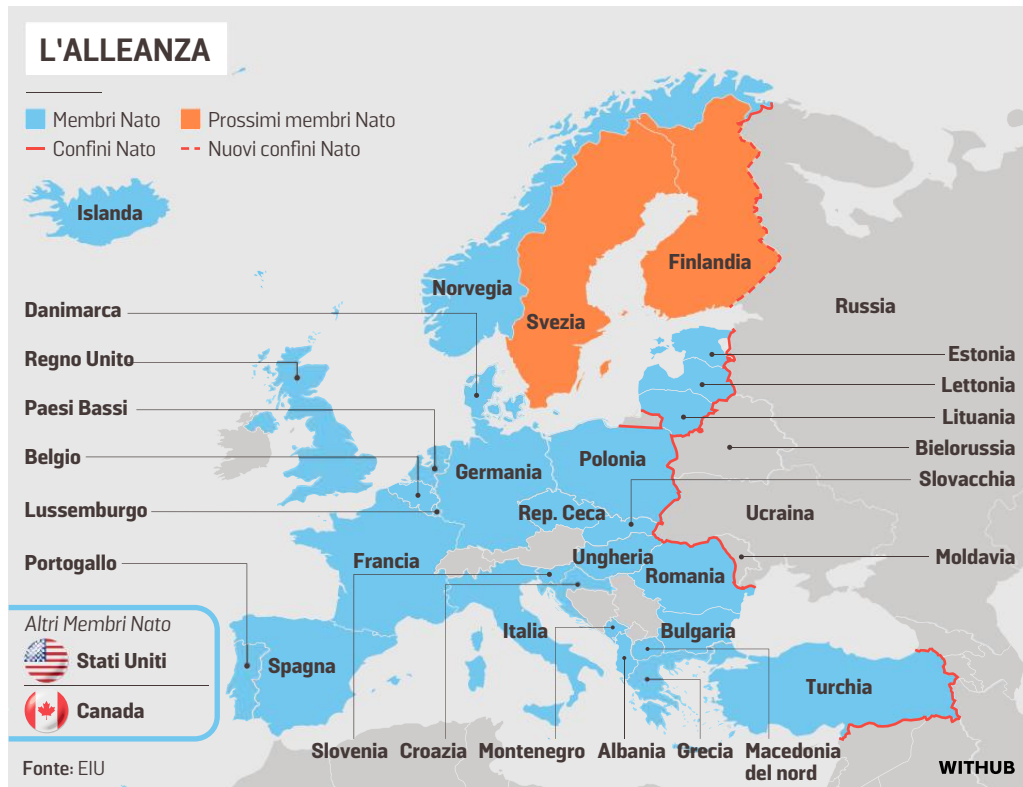 L'ALLEANZA
Membri Nato
Prossimi membri Nato
Confini Nato
Nuovi confini Nato
Islanda
Norvegia
Svezia
Finlandia
Russia
Danimarca
Regno Unito
Paesi Bassi
Belgio
Lussemburgo
Portogallo
Estonia
Lettonia
Lituania
Bielorussia
Slovacchia
Moldavia
Germania
Polonia
Rep. Ceca
Ucraina
Francia
Ungheria
Romania
Italia
Bulgaria
Spagna
Turchia
Altri Membri Nato
Stati Uniti
Canada
Slovenia
Croazia
Montenegro
Albania
Grecia
Macedonia
del nord
Fonte: EIU
WITHUB